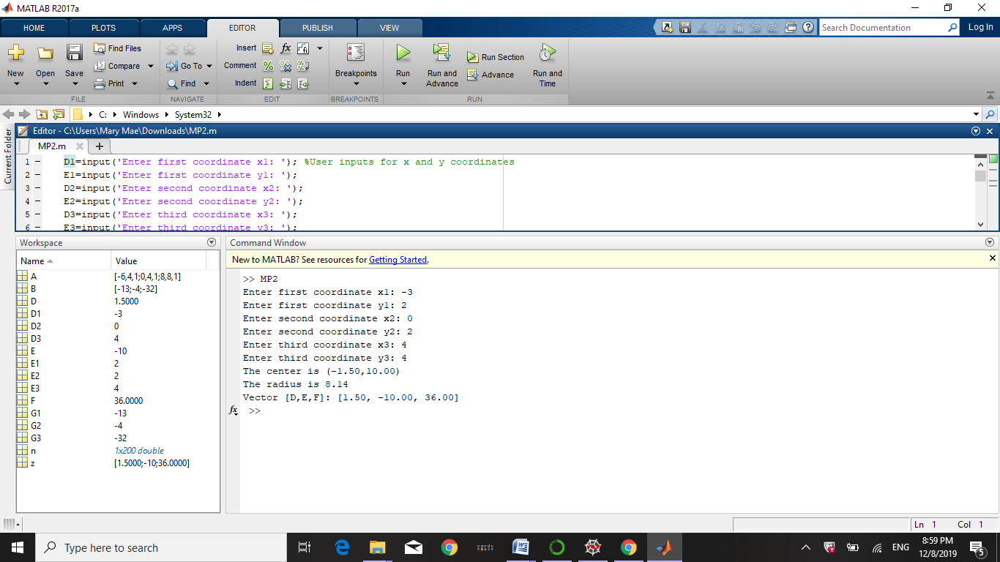 MATLAB R2017a
HOME PLOTS APPS EDITOR PUBLISH VIEW
Search Documentation Log In
New Open Save Find Files Compare Print
Go To Find
Insert fx
Comment
Indent
Breakpoints
Run Run and Advance Run Section Advance Run and Time
FILE NAVIGATE EDIT BREAKPOINTS RUN
C: Windows System32
Current Folder
Editor - C:\Users\Mary Mae\Downloads\MP2.m
MP2.m
1 D1=input('Enter first coordinate x1: '); %User inputs for x and y coordinates
2 E1=input('Enter first coordinate y1: ');
3 D2=input('Enter second coordinate x2: ');
4 E2=input('Enter second coordinate y2: ');
5 D3=input('Enter third coordinate x3: ');
6 E3=input('Enter third coordinate y3: ');
Workspace
Name Value
A [-6,4,1;0,4,1;8,8,1]
B [-13;-4;-32]
D 1.5000
D1 -3
D2 0
D3 4
E -10
E1 2
E2 2
E3 4
F 36.0000
G1 -13
G2 -4
G3 -32
n 1x200 double
z [1.5000;-10;36.0000]
Command Window
New to MATLAB? See resources for Getting Started.
>> MP2
Enter first coordinate x1: -3
Enter first coordinate y1: 2
Enter second coordinate x2: 0
Enter second coordinate y2: 2
Enter third coordinate x3: 4
Enter third coordinate y3: 4
The center is (-1.50,10.00)
The radius is 8.14
Vector [D,E,F]: [1.50, -10.00, 36.00]
fx >>
Ln 1 Col 1
Type here to search
ENG
8:59 PM
12/8/2019
5